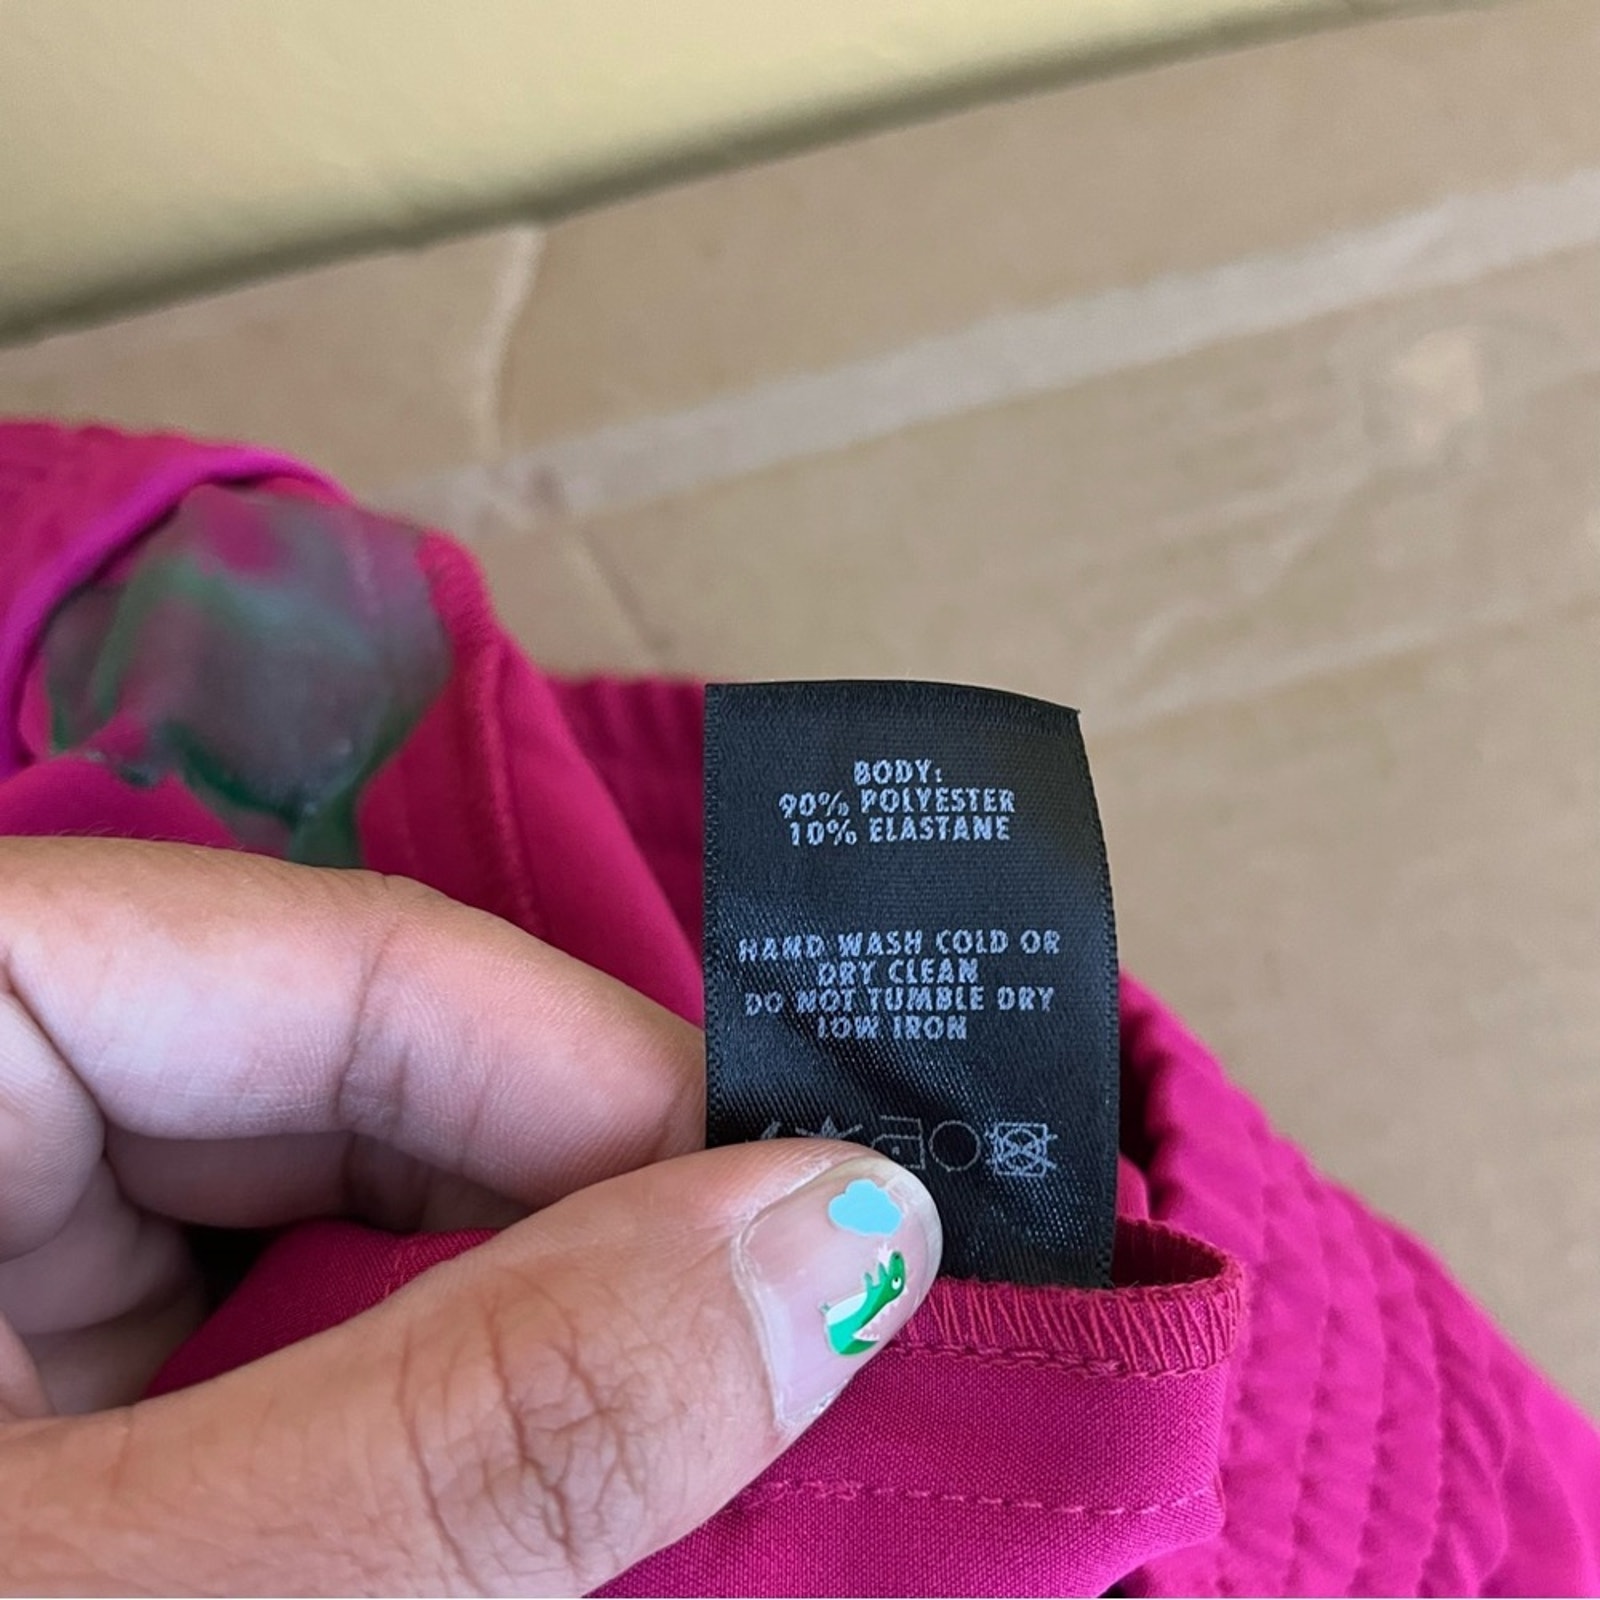 BODY:
90% POLYESTER
10% ELASTANE
HAND WASH COLD OR
DRY CLEAN
DO NOT TUMBLE DRY
LOW IRON